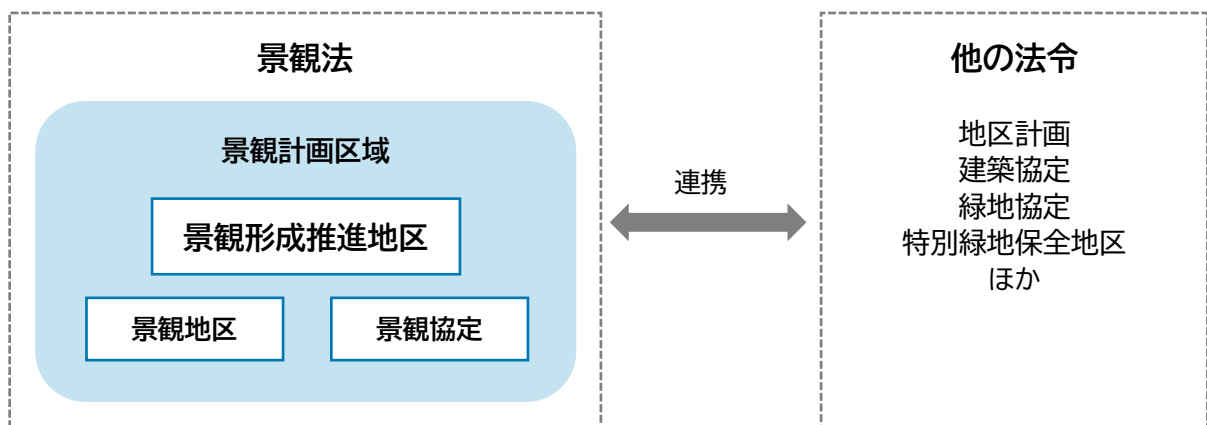 景観法
景観計画区域
景観形成推進地区
景観地区
景観協定
連携
他の法令
地区計画
建築協定
緑地協定
特別緑地保全地区
ほか